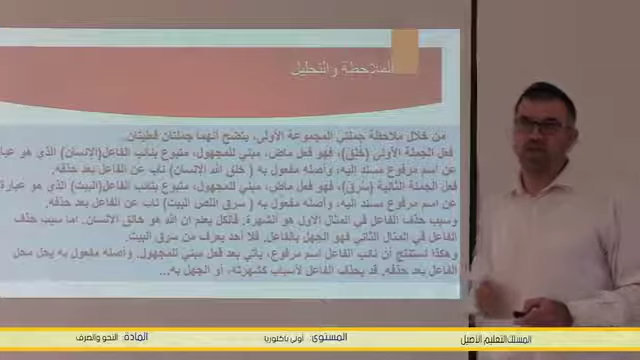 الملاحظة والتحليل
من خلال ملاحظة جملتي المجموعة الأولى، يتضح أنهما جملتان فعليتان.
فعل الجملة الأولى (خُلِقَ)، فهو فعل ماض، مبني للمجهول، متبوع بنائب الفاعل(الإنسان) الذي هو عبارة
عن اسم مرفوع مسند إليه، وأصله مفعول به ( خلق الله الإنسان) ناب عن الفاعل بعد حذفه.
فعل الجملة الثانية (سُرِقَ)، فهو فعل ماض، مبني للمجهول، متبوع بنائب الفاعل(البيت) الذي هو عبارة
عن اسم مرفوع مسند إليه، وأصله مفعول به ( سرق اللص البيت) ناب عن الفاعل بعد حذفه.
وسبب حذف الفاعل في المثال الاول هو الشهرة، فالكل يعلم ان الله هو خالق الانسان.. اما سبب حذف
الفاعل في المثال الثاني فهو الجهل بالفاعل. فلا أحد يعرف من سرق البيت.
وهكذا نستنتج أن نائب الفاعل اسم مرفوع، يأتي بعد فعل مبني للمجهول. وأصله مفعول به يحل محل
الفاعل بعد حذفه. قد يحذف الفاعل لأسباب كشهرته، أو الجهل به...
المسلك:التعليم الأصيل
المستوى: أولى باكلوريا
المادة: النحو والصرف